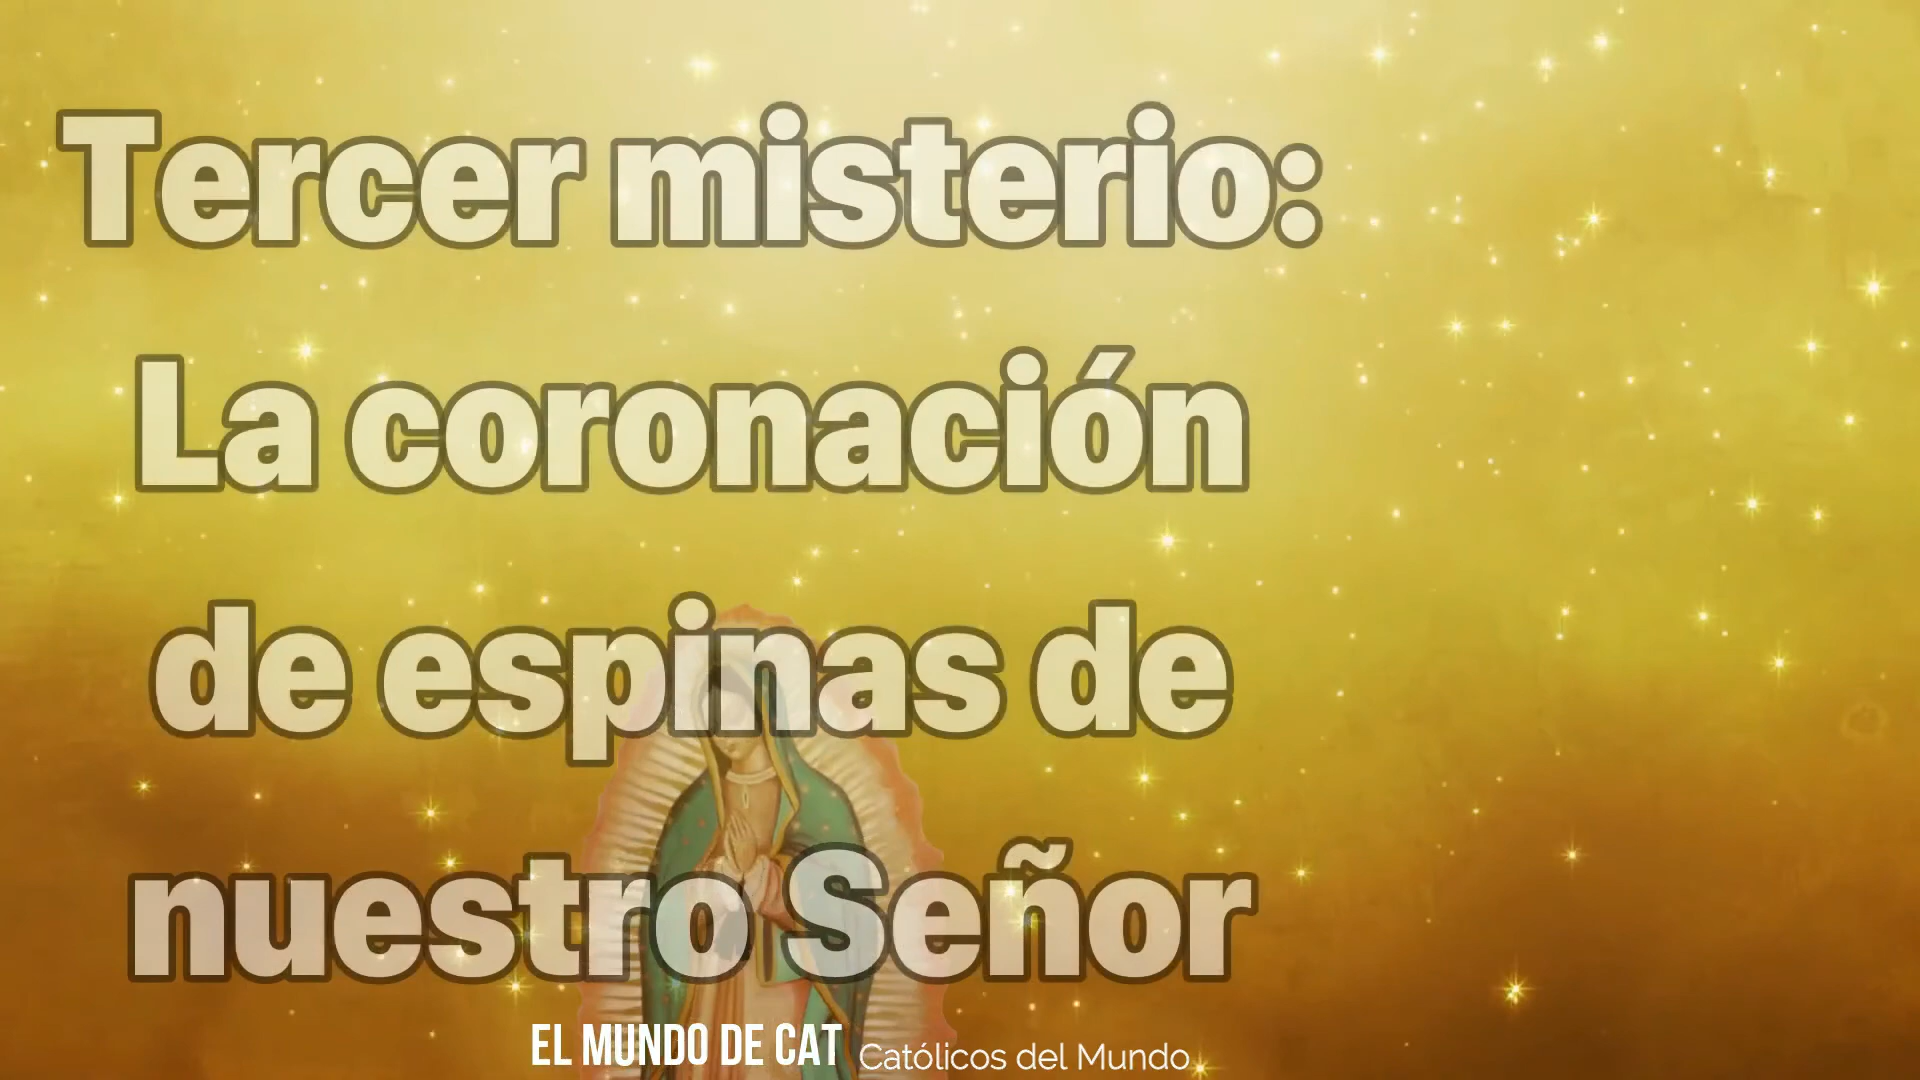 Tercer misterio:
La coronación
de espinas de
nuestro Señor
EL MUNDO DE CAT Católicos del Mundo